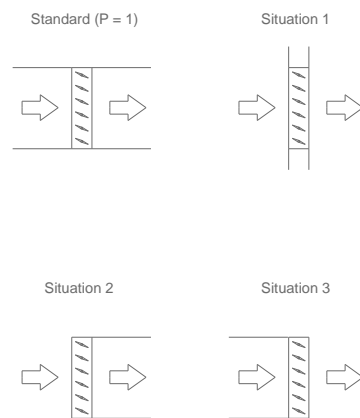 Standard (P = 1)
Situation 1
Situation 2
Situation 3